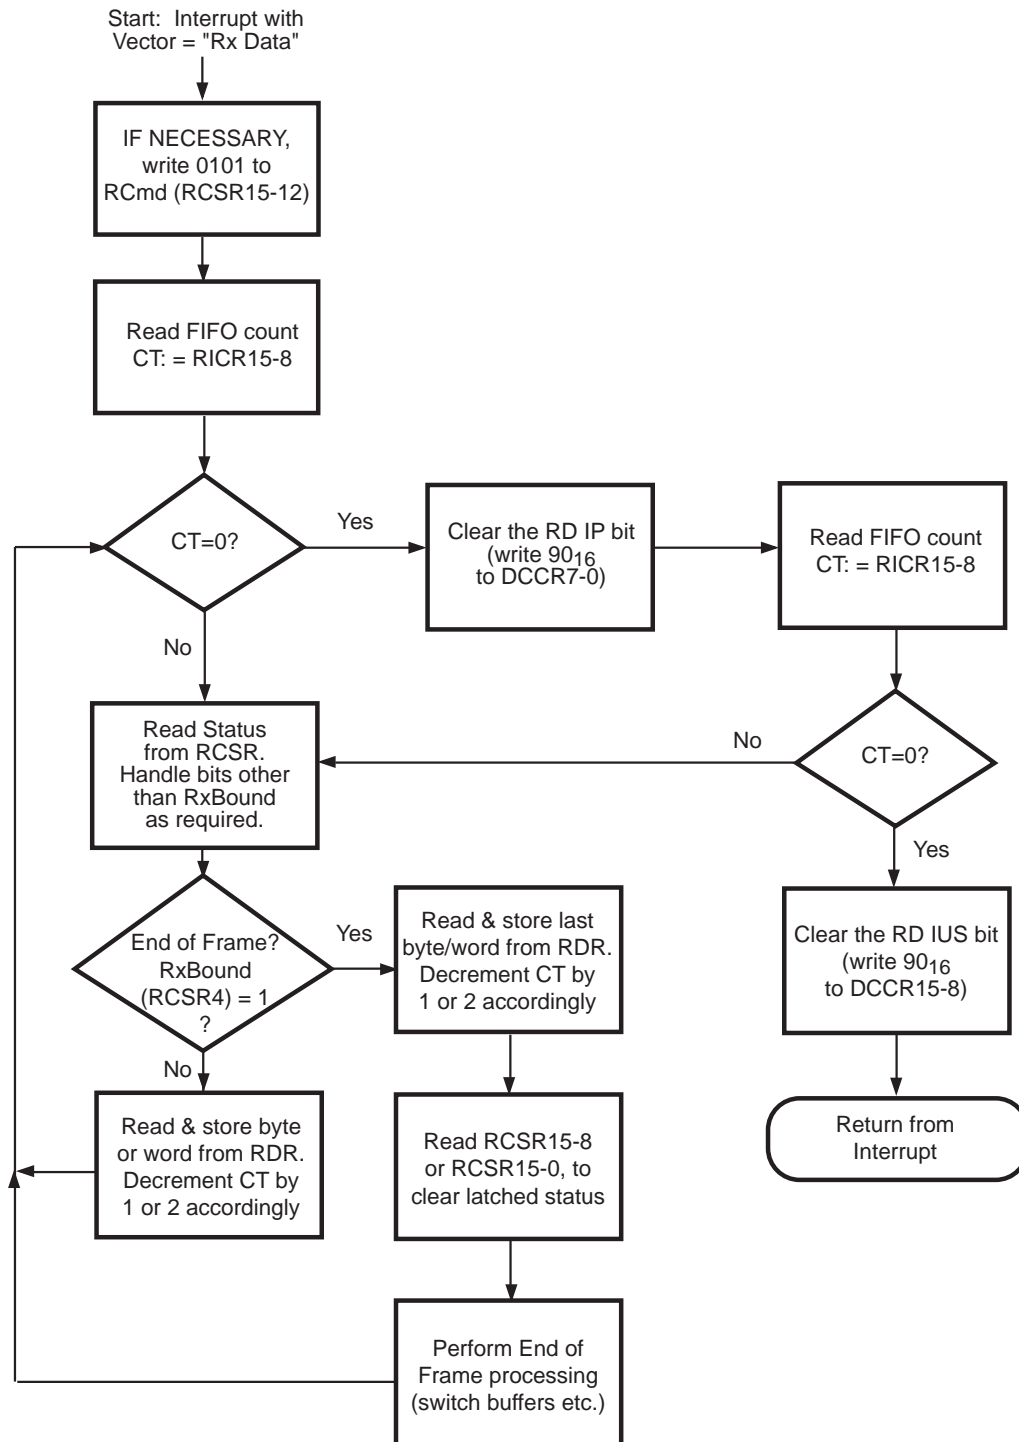 Start:  Interrupt with
Vector = "Rx Data"
IF NECESSARY,
write 0101 to
RCmd (RCSR15-12)
Read FIFO count
CT: = RICR15-8
CT=0?
Yes
No
Clear the RD IP bit
(write 90₁₆
to DCCR7-0)
Read FIFO count
CT: = RICR15-8
CT=0?
No
Yes
Read Status
from RCSR.
Handle bits other
than RxBound
as required.
End of Frame?
RxBound
(RCSR4) = 1
?
Yes
No
Read & store last
byte/word from RDR.
Decrement CT by
1 or 2 accordingly
Clear the RD IUS bit
(write 90₁₆
to DCCR15-8)
Read & store byte
or word from RDR.
Decrement CT by
1 or 2 accordingly
Read RCSR15-8
or RCSR15-0, to
clear latched status
Return from
Interrupt
Perform End of
Frame processing
(switch buffers etc.)